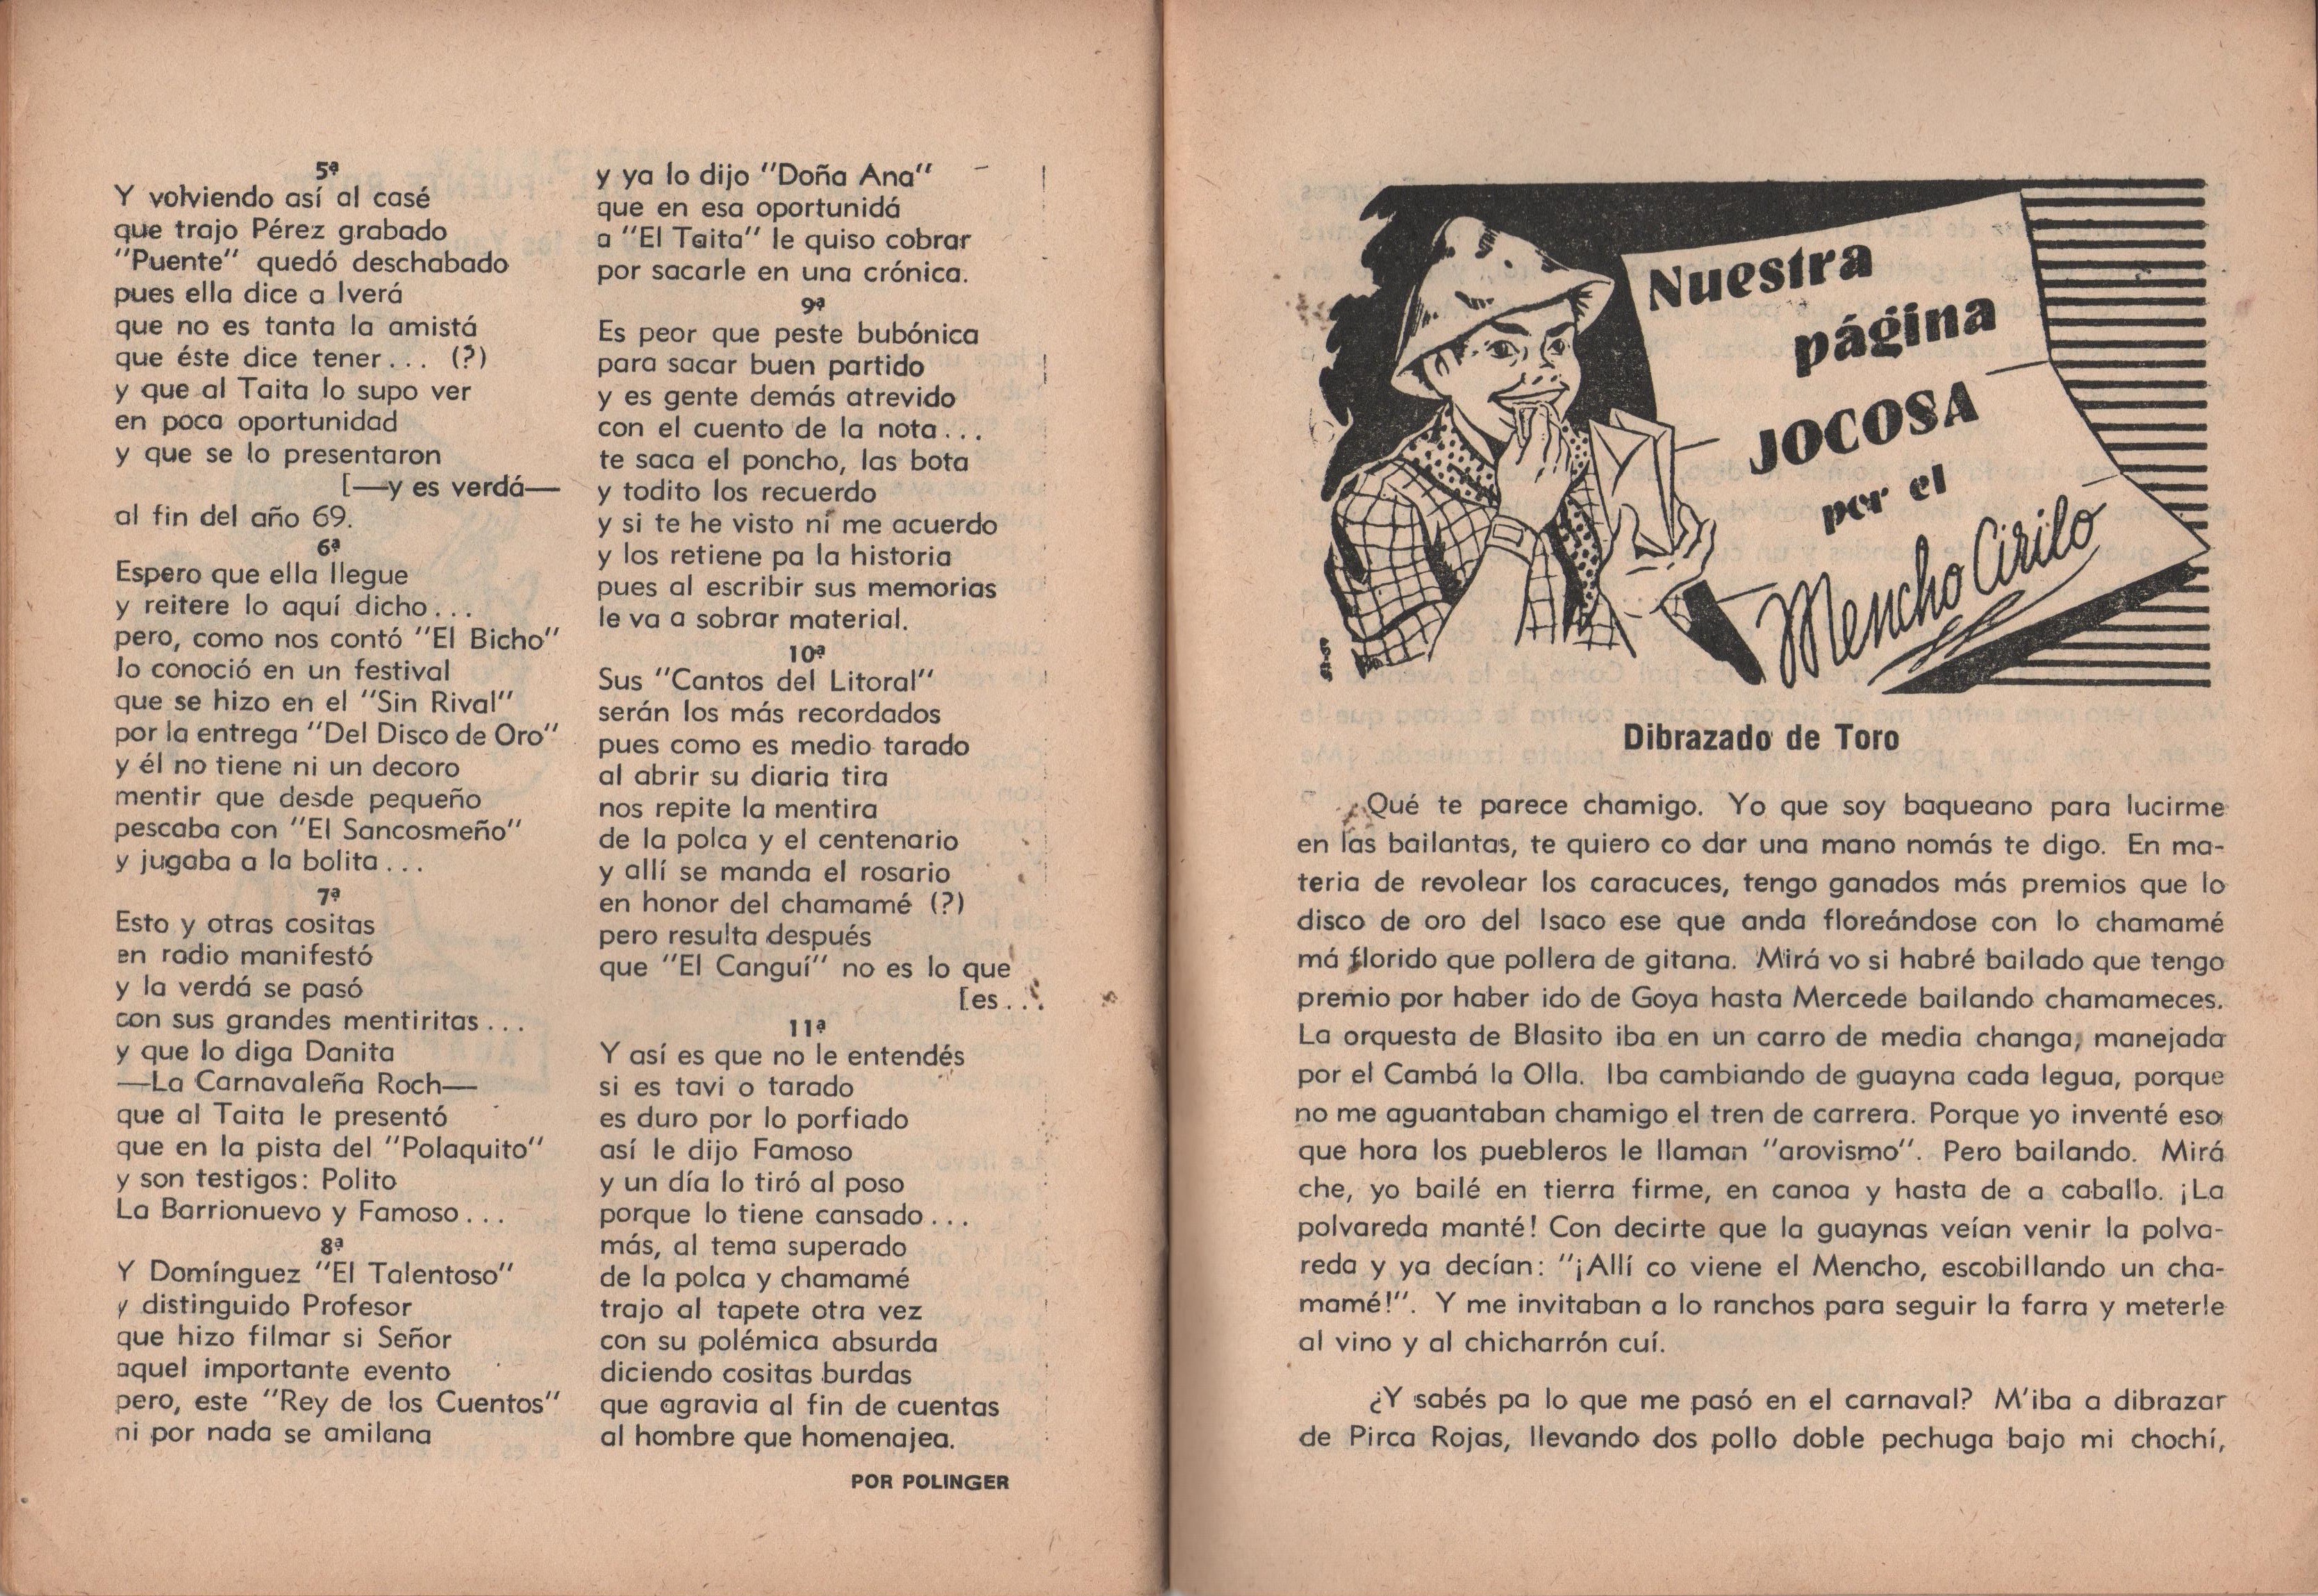 5ª
Y volviendo así al casé
que trajo Pérez grabado
"Puente" quedó deschabado
pues ella dice a Iverá
que no es tanta la amistá
que éste dice tener... (?)
y que al Taita lo supo ver
en poca oportunidad
y que se lo presentaron
[—y es verdá—
al fin del año 69.
6ª
Espero que ella llegue
y reitere lo aquí dicho...
pero, como nos contó "El Bicho"
lo conoció en un festival
que se hizo en el "Sin Rival"
por la entrega "Del Disco de Oro"
y él no tiene ni un decoro
mentir que desde pequeño
pescaba con "El Sancosmeño"
y jugaba a la bolita...
7ª
Esto y otras cositas
en radio manifestó
y la verdá se pasó
con sus grandes mentiritas...
y que lo diga Danita
—La Carnavaleña Roch—
que al Taita le presentó
que en la pista del "Polaquito"
y son testigos: Polito
La Barrionuevo y Famoso...
8ª
Y Domínguez "El Talentoso"
y distinguido Profesor
que hizo filmar si Señor
aquel importante evento
pero, este "Rey de los Cuentos"
ni por nada se amilana
y ya lo dijo "Doña Ana"
que en esa oportunidá
a "El Taita" le quiso cobrar
por sacarle en una crónica.
9ª
Es peor que peste bubónica
para sacar buen partido
y es gente demás atrevido
con el cuento de la nota...
te saca el poncho, las bota
y todito los recuerdo
y si te he visto ni me acuerdo
y los retiene pa la historia
pues al escribir sus memorias
le va a sobrar material.
10ª
Sus "Cantos del Litoral"
serán los más recordados
pues como es medio tarado
al abrir su diaria tira
nos repite la mentira
de la polca y el centenario
y allí se manda el rosario
en honor del chamamé (?)
pero resulta después
que "El Canguí" no es lo que
[es...
11ª
Y así es que no le entendés
si es tavi o tarado
es duro por lo porfiado
así le dijo Famoso
y un día lo tiró al poso
porque lo tiene cansado...
más, al tema superado
de la polca y chamamé
trajo al tapete otra vez
con su polémica absurda
diciendo cositas burdas
que agravia al fin de cuentas
al hombre que homenajea.
POR POLINGER
Nuestra
página
JOCOSA
por el
Mencho Cirilo
Dibrazado de Toro
Qué te parece chamigo. Yo que soy baqueano para lucirme
en las bailantas, te quiero co dar una mano nomás te digo. En ma-
teria de revolear los caracuces, tengo ganados más premios que lo
disco de oro del Isaco ese que anda floreándose con lo chamamé
má florido que pollera de gitana. Mirá vo si habré bailado que tengo
premio por haber ido de Goya hasta Mercede bailando chamameces.
La orquesta de Blasito iba en un carro de media changa, manejada
por el Cambá la Olla. Iba cambiando de guayna cada legua, porque
no me aguantaban chamigo el tren de carrera. Porque yo inventé eso
que hora los puebleros le llaman "arovismo". Pero bailando. Mirá
che, yo bailé en tierra firme, en canoa y hasta de a caballo. ¡La
polvareda manté! Con decirte que la guaynas veían venir la polva-
reda y ya decían: "¡Allí co viene el Mencho, escobillando un cha-
mamé!". Y me invitaban a lo ranchos para seguir la farra y meterle
al vino y al chicharrón cuí.
¿Y sabés pa lo que me pasó en el carnaval? M'iba a dibrazar
de Pirca Rojas, llevando dos pollo doble pechuga bajo mi chochí,